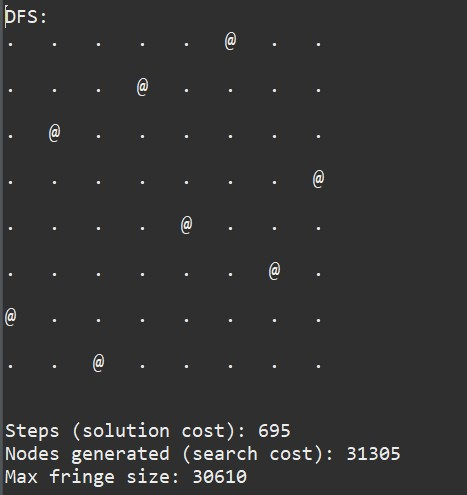 DFS:
. . . . . @ . .
. . . @ . . . .
. @ . . . . . .
. . . . . . . @
. . . . @ . . .
. . . . . . @ .
@ . . . . . . .
. . @ . . . . .
Steps (solution cost): 695
Nodes generated (search cost): 31305
Max fringe size: 30610